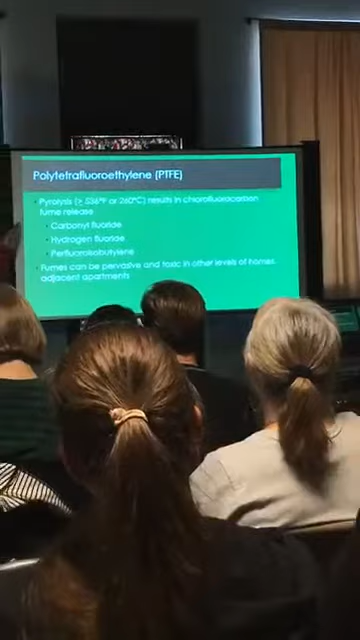 Polytetrafluoroethylene (PTFE)
• Pyrolysis (≥ 536°F or 260°C) results in chlorofluorocarbon
fume release
• Carbonyl fluoride
• Hydrogen fluoride
• Perfluoroisobutylene
• Fumes can be pervasive and toxic in other levels of homes,
adjacent apartments